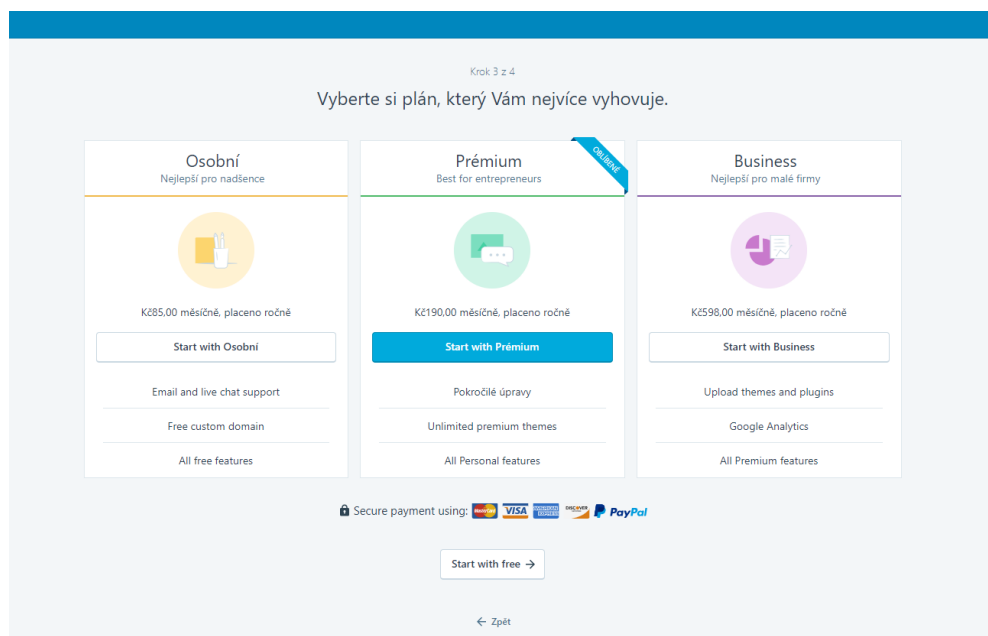 Krok 3 z 4
Vyberte si plán, který Vám nejvíce vyhovuje.
Osobní
Nejlepší pro nadšence
Kč85,00 měsíčně, placeno ročně
Start with Osobní
Email and live chat support
Free custom domain
All free features
Prémium
Best for entrepreneurs
OBLÍBENÉ
Kč190,00 měsíčně, placeno ročně
Start with Prémium
Pokročilé úpravy
Unlimited premium themes
All Personal features
Business
Nejlepší pro malé firmy
Kč598,00 měsíčně, placeno ročně
Start with Business
Upload themes and plugins
Google Analytics
All Premium features
Secure payment using: MasterCard VISA AMERICAN EXPRESS DISCOVER PayPal
Start with free →
← Zpět